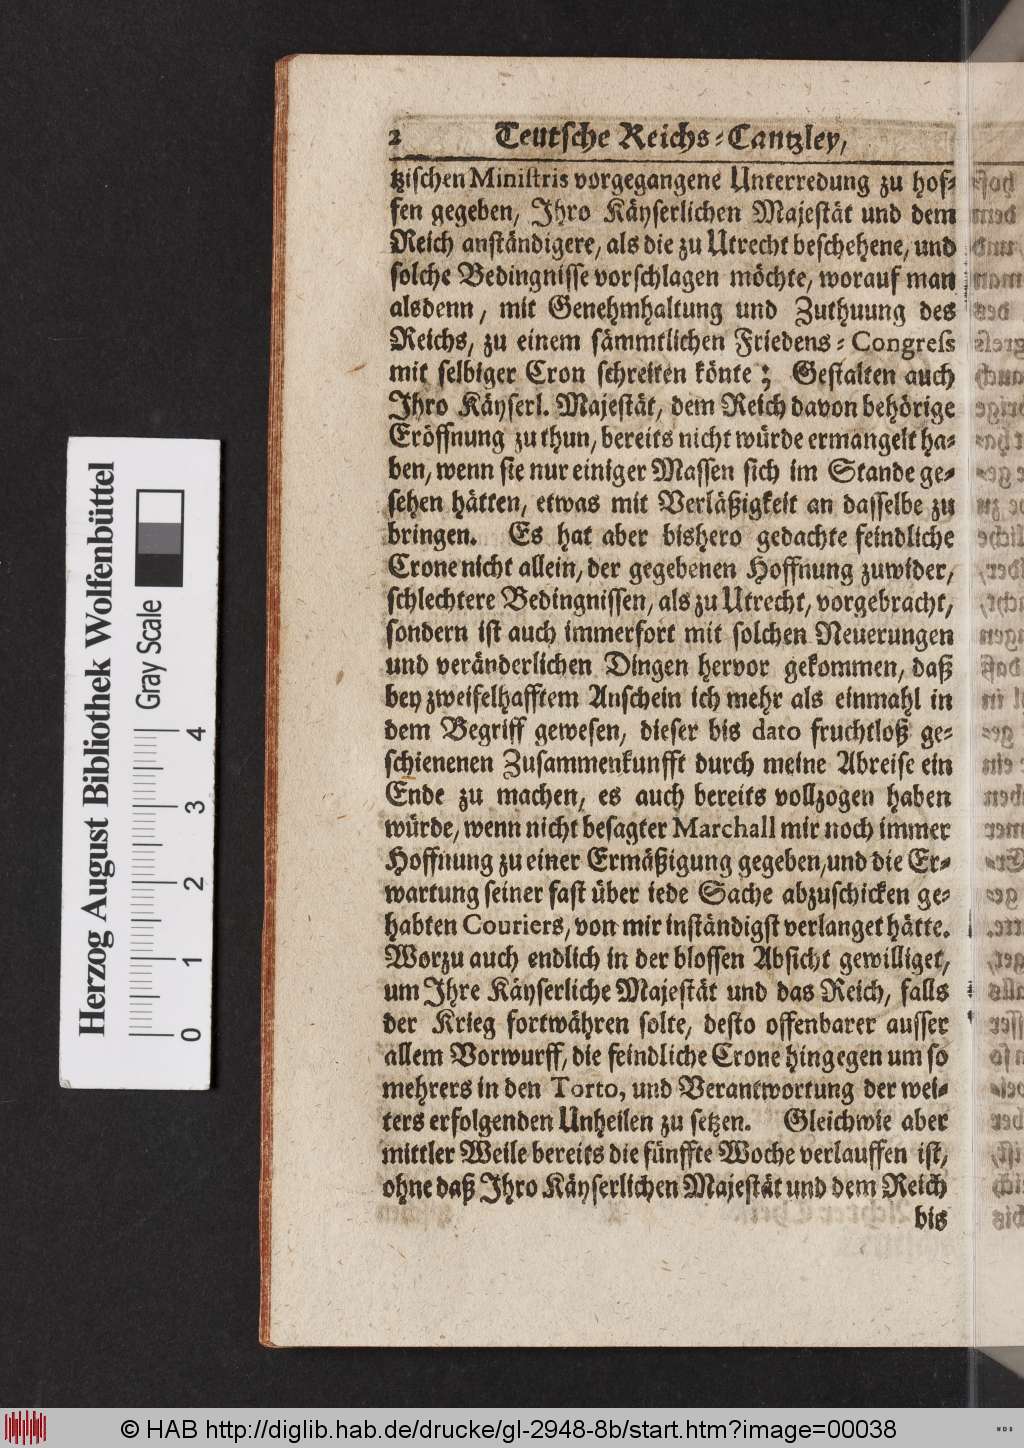 2 Teutsche Reichs-Cantzley,
tzischen Ministris vorgegangene Unterredung zu hof-
fen gegeben, Ihro Käyserlichen Majestät und dem
Reich anständigere, als die zu Utrecht beschehene, und
solche Bedingnisse vorschlagen möchte, worauf man
alsdenn, mit Genehmhaltung und Zuthuung des
Reichs, zu einem sämmtlichen Friedens-Congress
mit selbiger Cron schreiten könte; Gestalten auch
Ihro Käyserl. Majestät, dem Reich davon behörige
Eröffnung zu thun, bereits nicht würde ermangelt ha-
ben, wenn sie nur einiger Massen sich im Stande ge-
sehen hätten, etwas mit Verläßigkeit an dasselbe zu
bringen. Es hat aber bishero gedachte feindliche
Crone nicht allein, der gegebenen Hoffnung zuwider,
schlechtere Bedingnissen, als zu Utrecht, vorgebracht,
sondern ist auch immerfort mit solchen Neuerungen
und veränderlichen Dingen hervor gekommen, daß
bey zweifelhafftem Anschein ich mehr als einmahl in
dem Begriff gewesen, dieser bis dato fruchtloß ge-
schienenen Zusammenkunfft durch meine Abreise ein
Ende zu machen, es auch bereits vollzogen haben
würde, wenn nicht besagter Marchall mir noch immer
Hoffnung zu einer Ermäßigung gegeben, und die Er-
wartung seiner fast über iede Sache abzuschicken ge-
habten Couriers, von mir inständigst verlanget hätte.
Worzu auch endlich in der blossen Absicht gewilliget,
um Ihre Käyserliche Majestät und das Reich, falls
der Krieg fortwähren solte, desto offenbarer ausser
allem Vorwurff, die feindliche Crone hingegen um so
mehrers in den Torto, und Verantwortung der wei-
ters erfolgenden Unheilen zu setzen. Gleichwie aber
mittler Weile bereits die fünffte Woche verlauffen ist,
ohne daß Ihro Käyserlichen Majestät und dem Reich
bis
Herzog August Bibliothek Wolfenbüttel
Gray Scale
0 1 2 3 4
© HAB http://diglib.hab.de/drucke/gl-2948-8b/start.htm?image=00038